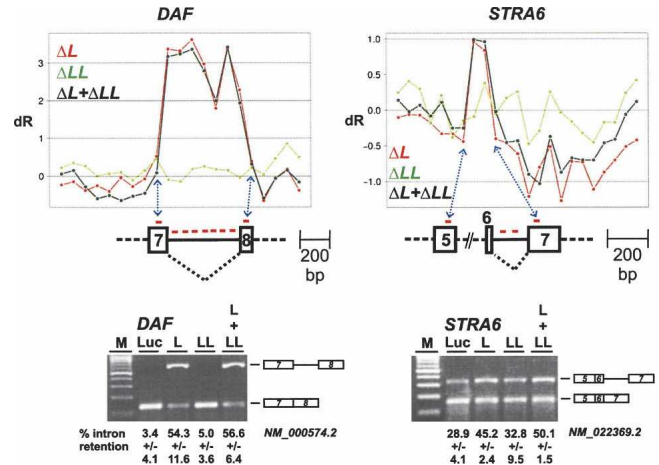 DAF
STRA6
ΔL
ΔLL
ΔL+ΔLL
dR
3
2
1
0
ΔL
ΔLL
ΔL+ΔLL
dR
1.0
0.5
0.0
-0.5
-1.0
7
8
200
bp
5
6
7
200
bp
DAF
M Luc L LL L + LL
7 8
7 8
% intron retention
3.4 54.3 5.0 56.6
+/- +/- +/- +/-
4.1 11.6 3.6 6.4
NM_000574.2
STRA6
M Luc L LL L + LL
5 6 7
5 6 7
28.9 45.2 32.8 50.1
+/- +/- +/- +/-
4.1 2.4 9.5 1.5
NM_022369.2